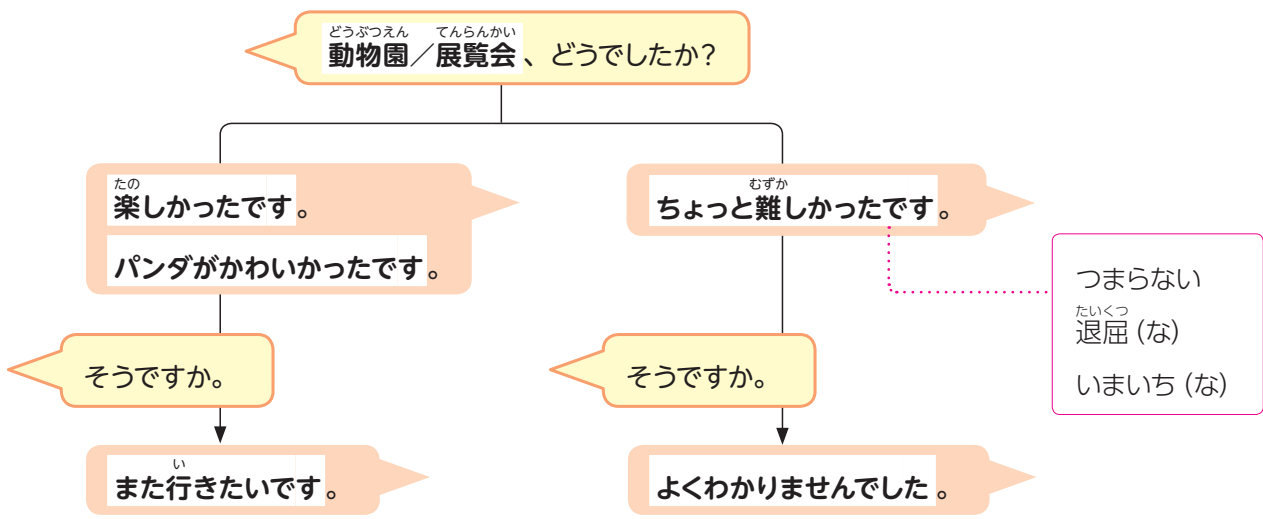 どうぶつえん てんらんかい
動物園／展覧会、どうでしたか？
たの
楽しかったです。
パンダがかわいかったです。
そうですか。
い
また行きたいです。
むずか
ちょっと難しかったです。
つまらない
たいくつ
退屈（な）
いまいち（な）
そうですか。
よくわかりませんでした。